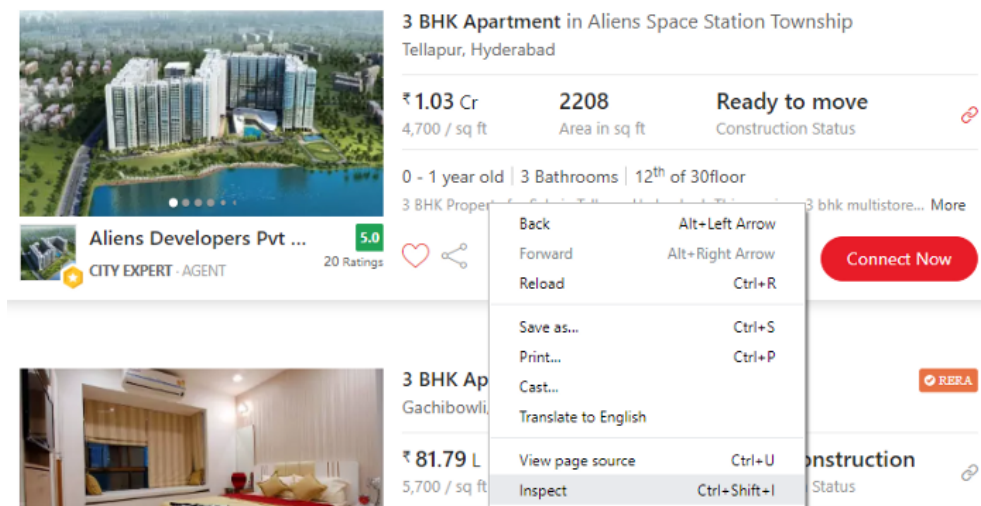 3 BHK Apartment in Aliens Space Station Township
Tellapur, Hyderabad
₹ 1.03 Cr 2208 Ready to move
4,700 / sq ft Area in sq ft Construction Status
0 - 1 year old 3 Bathrooms 12th of 30floor
3 BHK 3 bhk multistore... More
Aliens Developers Pvt ... 5.0
CITY EXPERT - AGENT 20 Ratings
Connect Now
Back Alt+Left Arrow
Forward Alt+Right Arrow
Reload Ctrl+R
Save as... Ctrl+S
Print... Ctrl+P
Cast...
Translate to English
View page source Ctrl+U
Inspect Ctrl+Shift+I
3 BHK Ap RERA
Gachibowli,
₹ 81.79 L onstruction
5,700 / sq ft Status